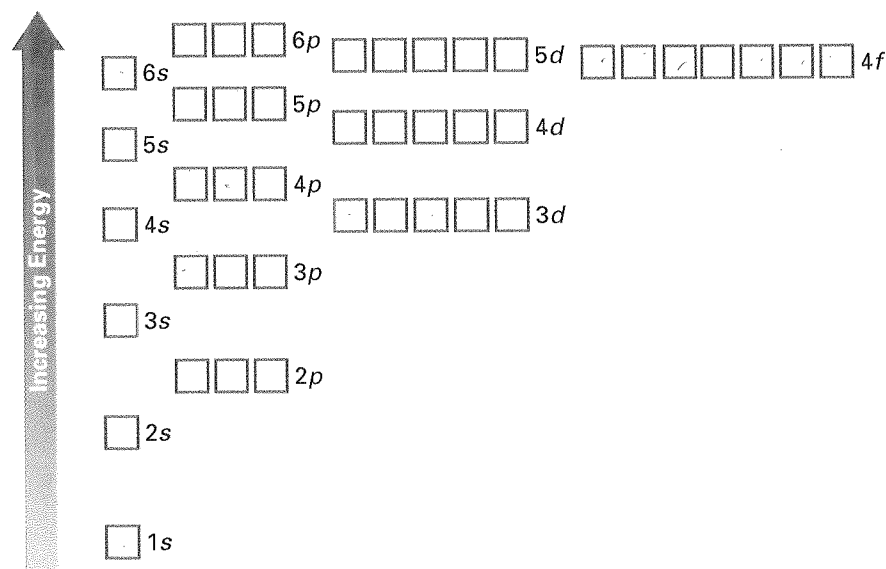 6p
5d
4f
6s
5p
4d
5s
4p
3d
4s
3p
3s
2p
2s
1s
Increasing Energy